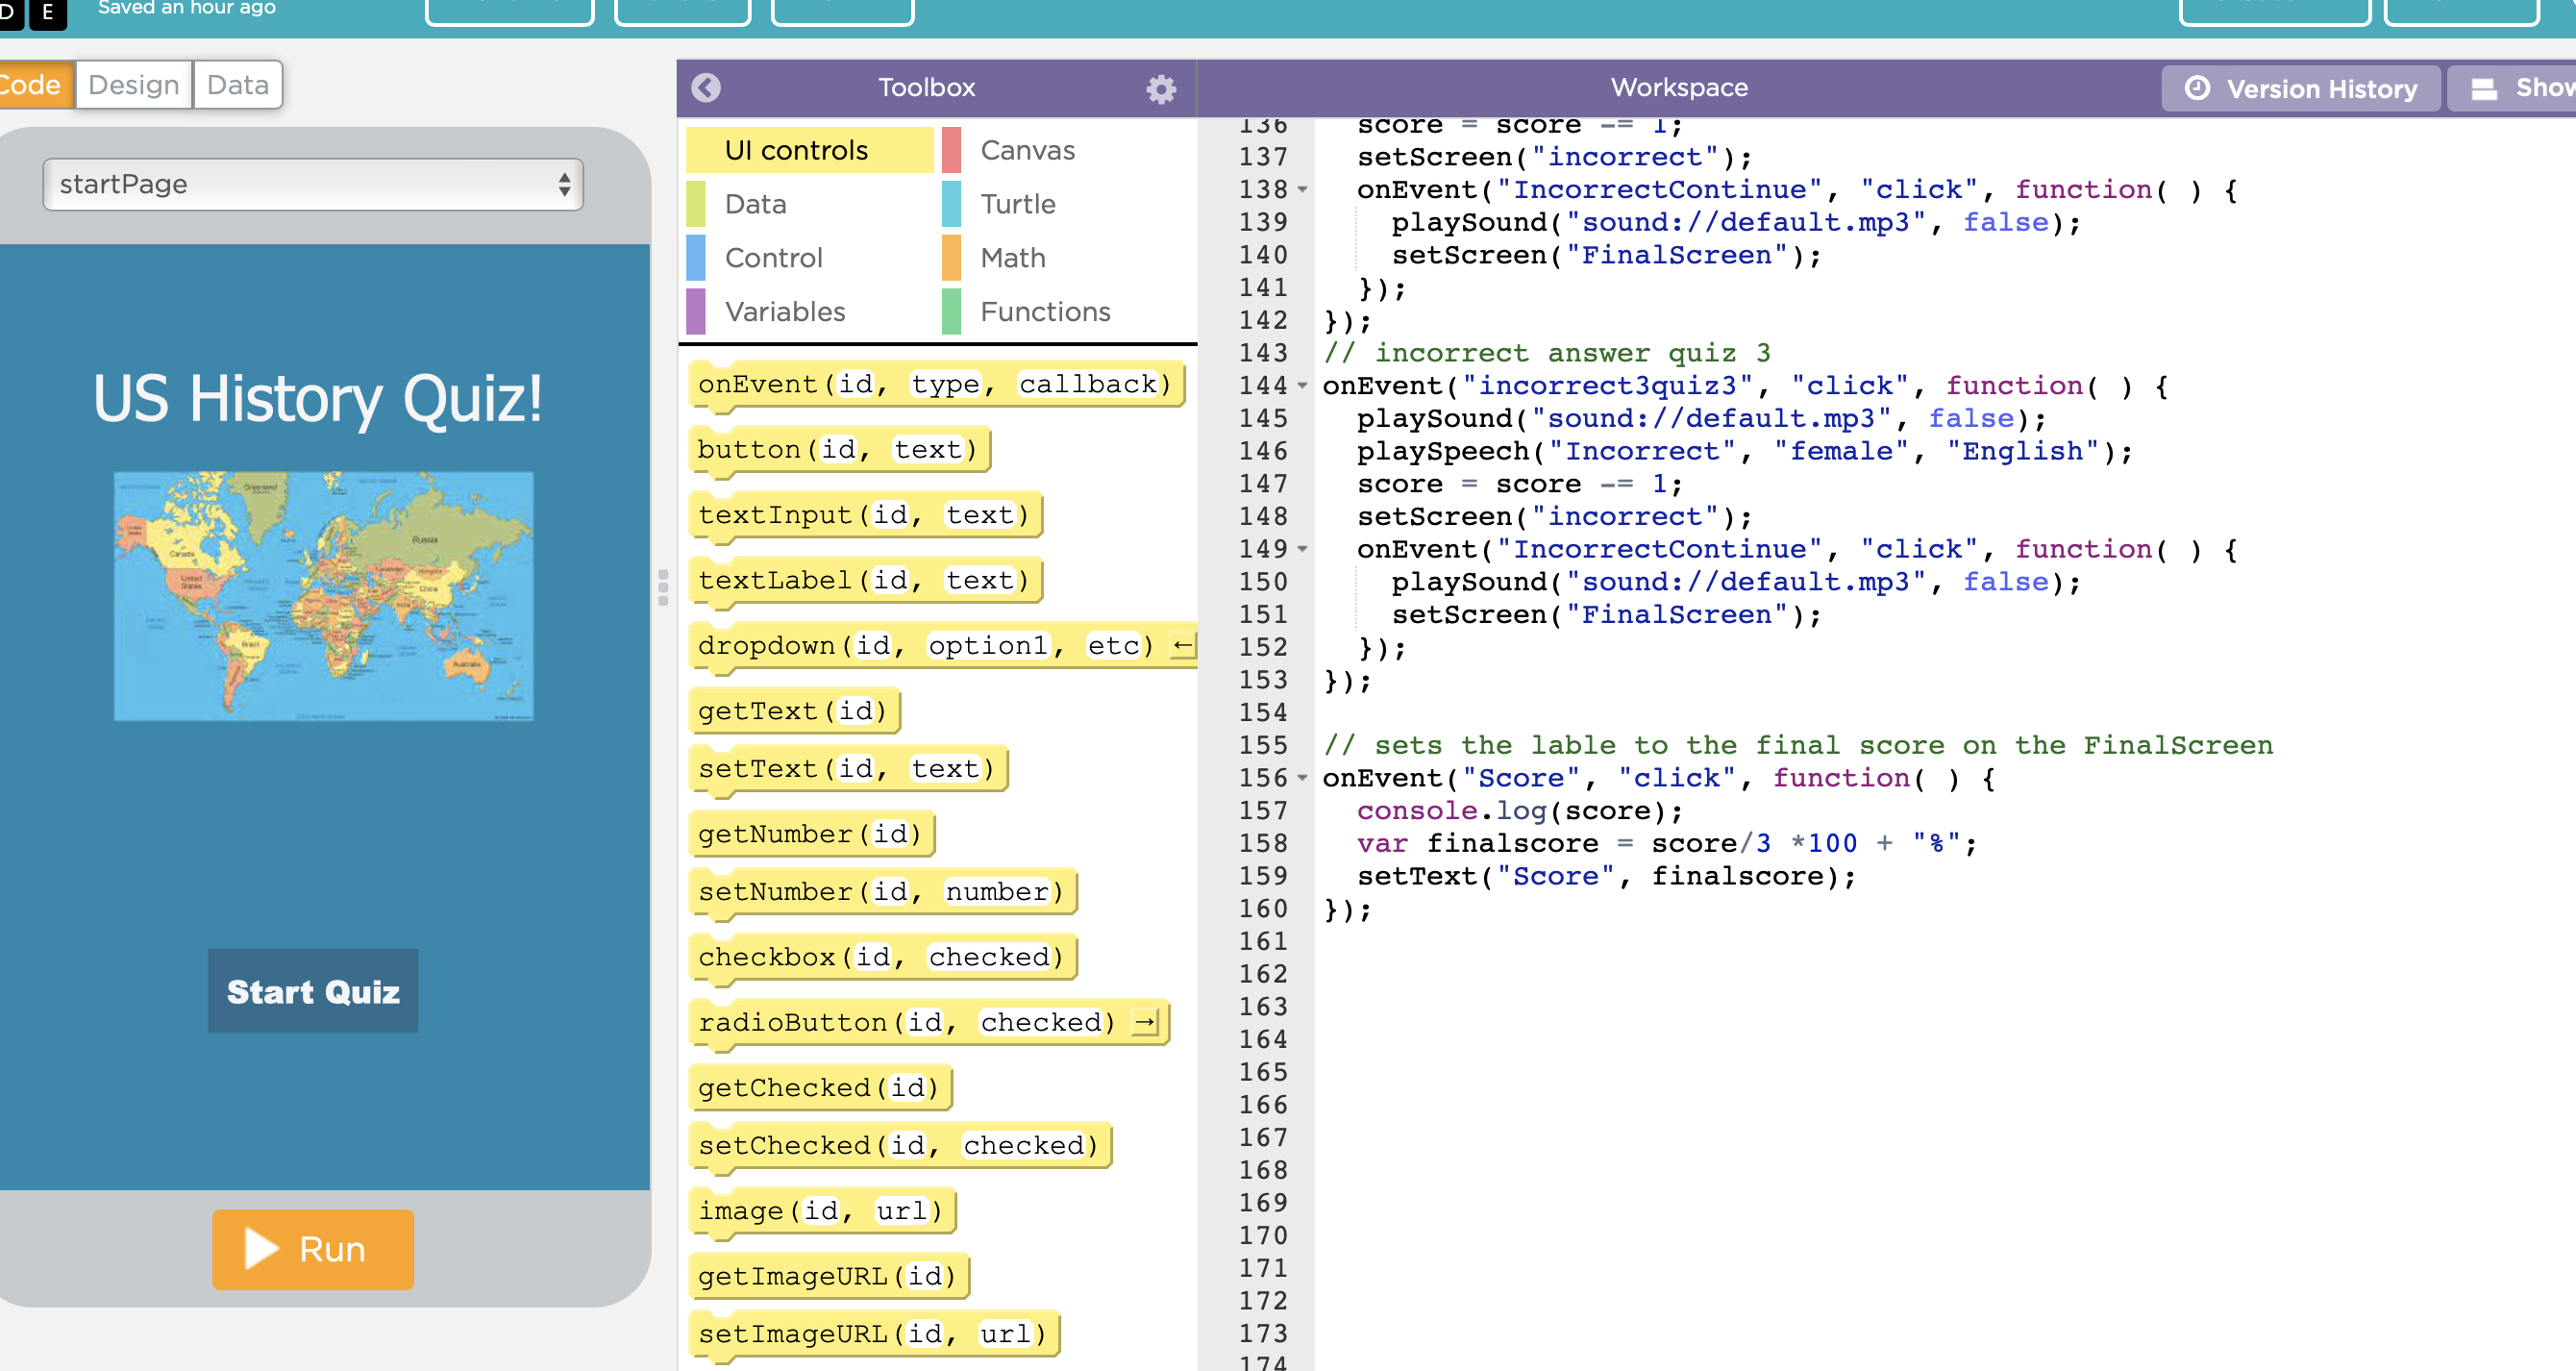 D E Saved an hour ago
Code Design Data
startPage
US History Quiz!
Greenland
Russia
Canada
United States
China
Brazil
Australia
Start Quiz
Run
Toolbox
UI controls Canvas
Data Turtle
Control Math
Variables Functions
onEvent(id, type, callback)
button(id, text)
textInput(id, text)
textLabel(id, text)
dropdown(id, option1, etc) ←
getText(id)
setText(id, text)
getNumber(id)
setNumber(id, number)
checkbox(id, checked)
radioButton(id, checked) →
getChecked(id)
setChecked(id, checked)
image(id, url)
getImageURL(id)
setImageURL(id, url)
Workspace Version History Show
136 score = score -= 1;
137 setScreen("incorrect");
138 onEvent("IncorrectContinue", "click", function( ) {
139 playSound("sound://default.mp3", false);
140 setScreen("FinalScreen");
141 });
142 });
143 // incorrect answer quiz 3
144 onEvent("incorrect3quiz3", "click", function( ) {
145 playSound("sound://default.mp3", false);
146 playSpeech("Incorrect", "female", "English");
147 score = score -= 1;
148 setScreen("incorrect");
149 onEvent("IncorrectContinue", "click", function( ) {
150 playSound("sound://default.mp3", false);
151 setScreen("FinalScreen");
152 });
153 });
154
155 // sets the lable to the final score on the FinalScreen
156 onEvent("Score", "click", function( ) {
157 console.log(score);
158 var finalscore = score/3 *100 + "%";
159 setText("Score", finalscore);
160 });
161
162
163
164
165
166
167
168
169
170
171
172
173
174